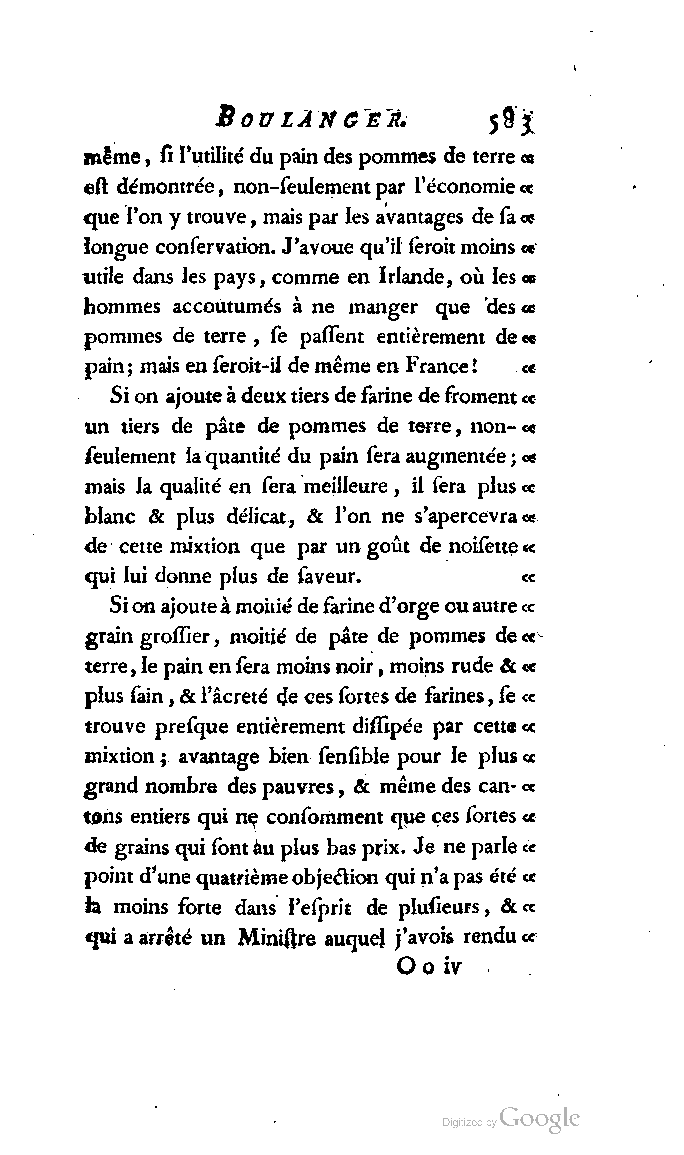 BOULANGER. 583
même, ſi l'utilité du pain des pommes de terre «
eſt démontrée, non-ſeulement par l'économie «
que l'on y trouve, mais par les avantages de ſa «
longue conſervation. J'avoue qu'il ſeroit moins «
utile dans les pays, comme en Irlande, où les «
hommes accoutumés à ne manger que des «
pommes de terre, ſe paſſent entièrement de «
pain; mais en ſeroit-il de même en France! «
Si on ajoute à deux tiers de farine de froment «
un tiers de pâte de pommes de terre, non- «
ſeulement la quantité du pain ſera augmentée; «
mais la qualité en ſera meilleure, il ſera plus «
blanc & plus délicat, & l'on ne s'apercevra «
de cette mixtion que par un goût de noiſette «
qui lui donne plus de ſaveur. «
Si on ajoute à moitié de farine d'orge ou autre «
grain groſſier, moitié de pâte de pommes de «
terre, le pain en ſera moins noir, moins rude & «
plus ſain, & l'âcreté de ces ſortes de farines, ſe «
trouve preſque entièrement diſſipée par cette «
mixtion; avantage bien ſenſible pour le plus «
grand nombre des pauvres, & même des can- «
tons entiers qui ne conſomment que ces ſortes «
de grains qui ſont au plus bas prix. Je ne parle «
point d'une quatrième objection qui n'a pas été «
la moins forte dans l'eſprit de pluſieurs, & «
qui a arrêté un Miniſtre auquel j'avois rendu «
O o iv
Digitized by Google